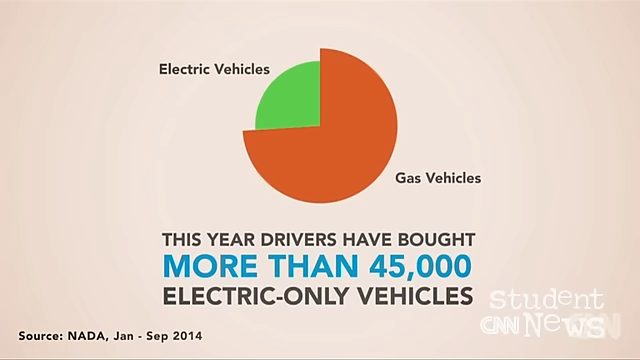 Electric Vehicles
Gas Vehicles
THIS YEAR DRIVERS HAVE BOUGHT
MORE THAN 45,000
ELECTRIC-ONLY VEHICLES
student
CNN NEWS
Source: NADA, Jan - Sep 2014